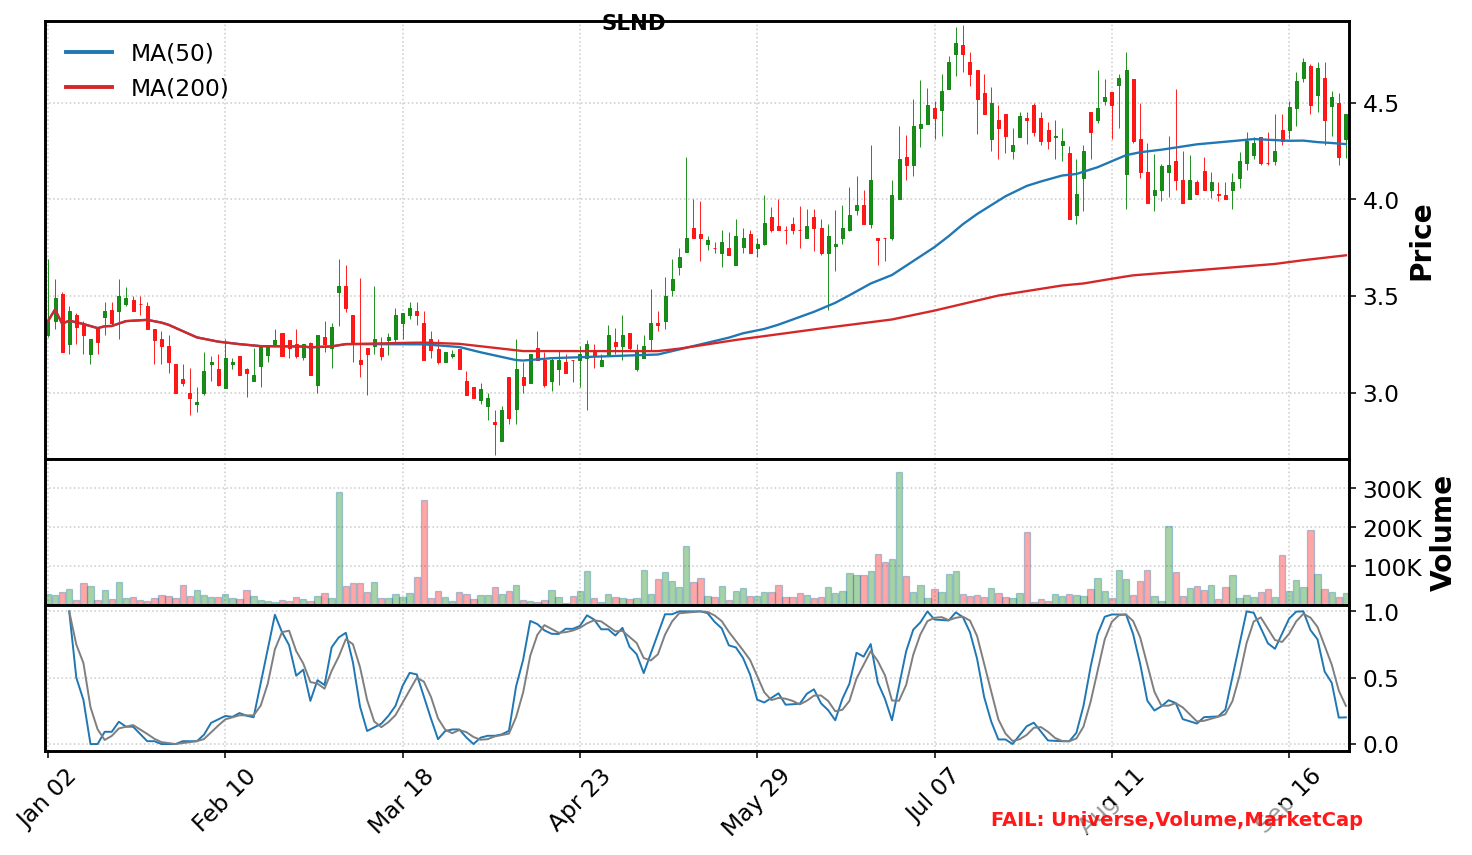 SLND
MA(50)
MA(200)
4.5
4.0
3.5
3.0
Price
300K
200K
100K
Volume
1.0
0.5
0.0
Jan 02
Feb 10
Mar 18
Apr 23
May 29
Jul 07
Aug 11
Sep 16
FAIL: Universe,Volume,MarketCap